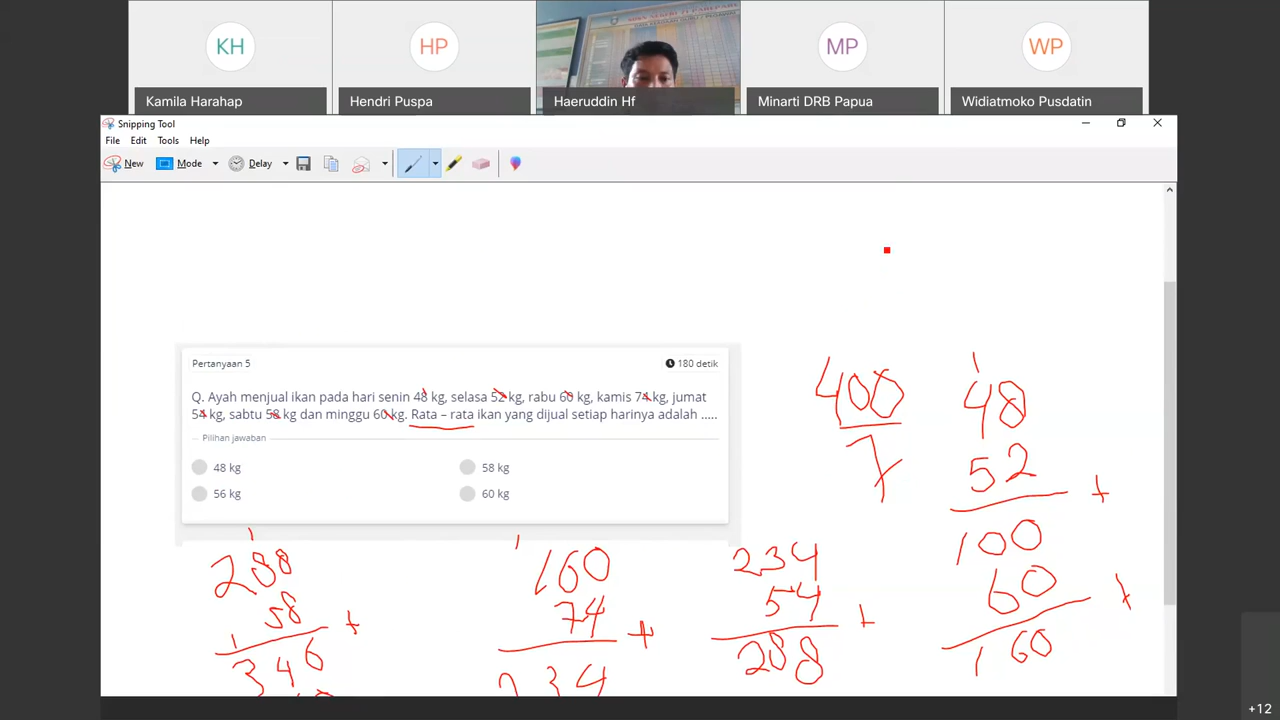 KH
HP
MP
WP
Kamila Harahap
Hendri Puspa
Haeruddin Hf
Minarti DRB Papua
Widiatmoko Pusdatin
Snipping Tool
File Edit Tools Help
New Mode Delay
Pertanyaan 5
180 detik
Q. Ayah menjual ikan pada hari senin 48 kg, selasa 52 kg, rabu 60 kg, kamis 74 kg, jumat
54 kg, sabtu 58 kg dan minggu 60 kg. Rata – rata ikan yang dijual setiap harinya adalah .....
Pilihan jawaban
48 kg
58 kg
56 kg
60 kg
400
7
1
48
52 +
100
60 +
160
1
288
58 +
1
346
1
160
74 +
234
234
54 +
288
+12